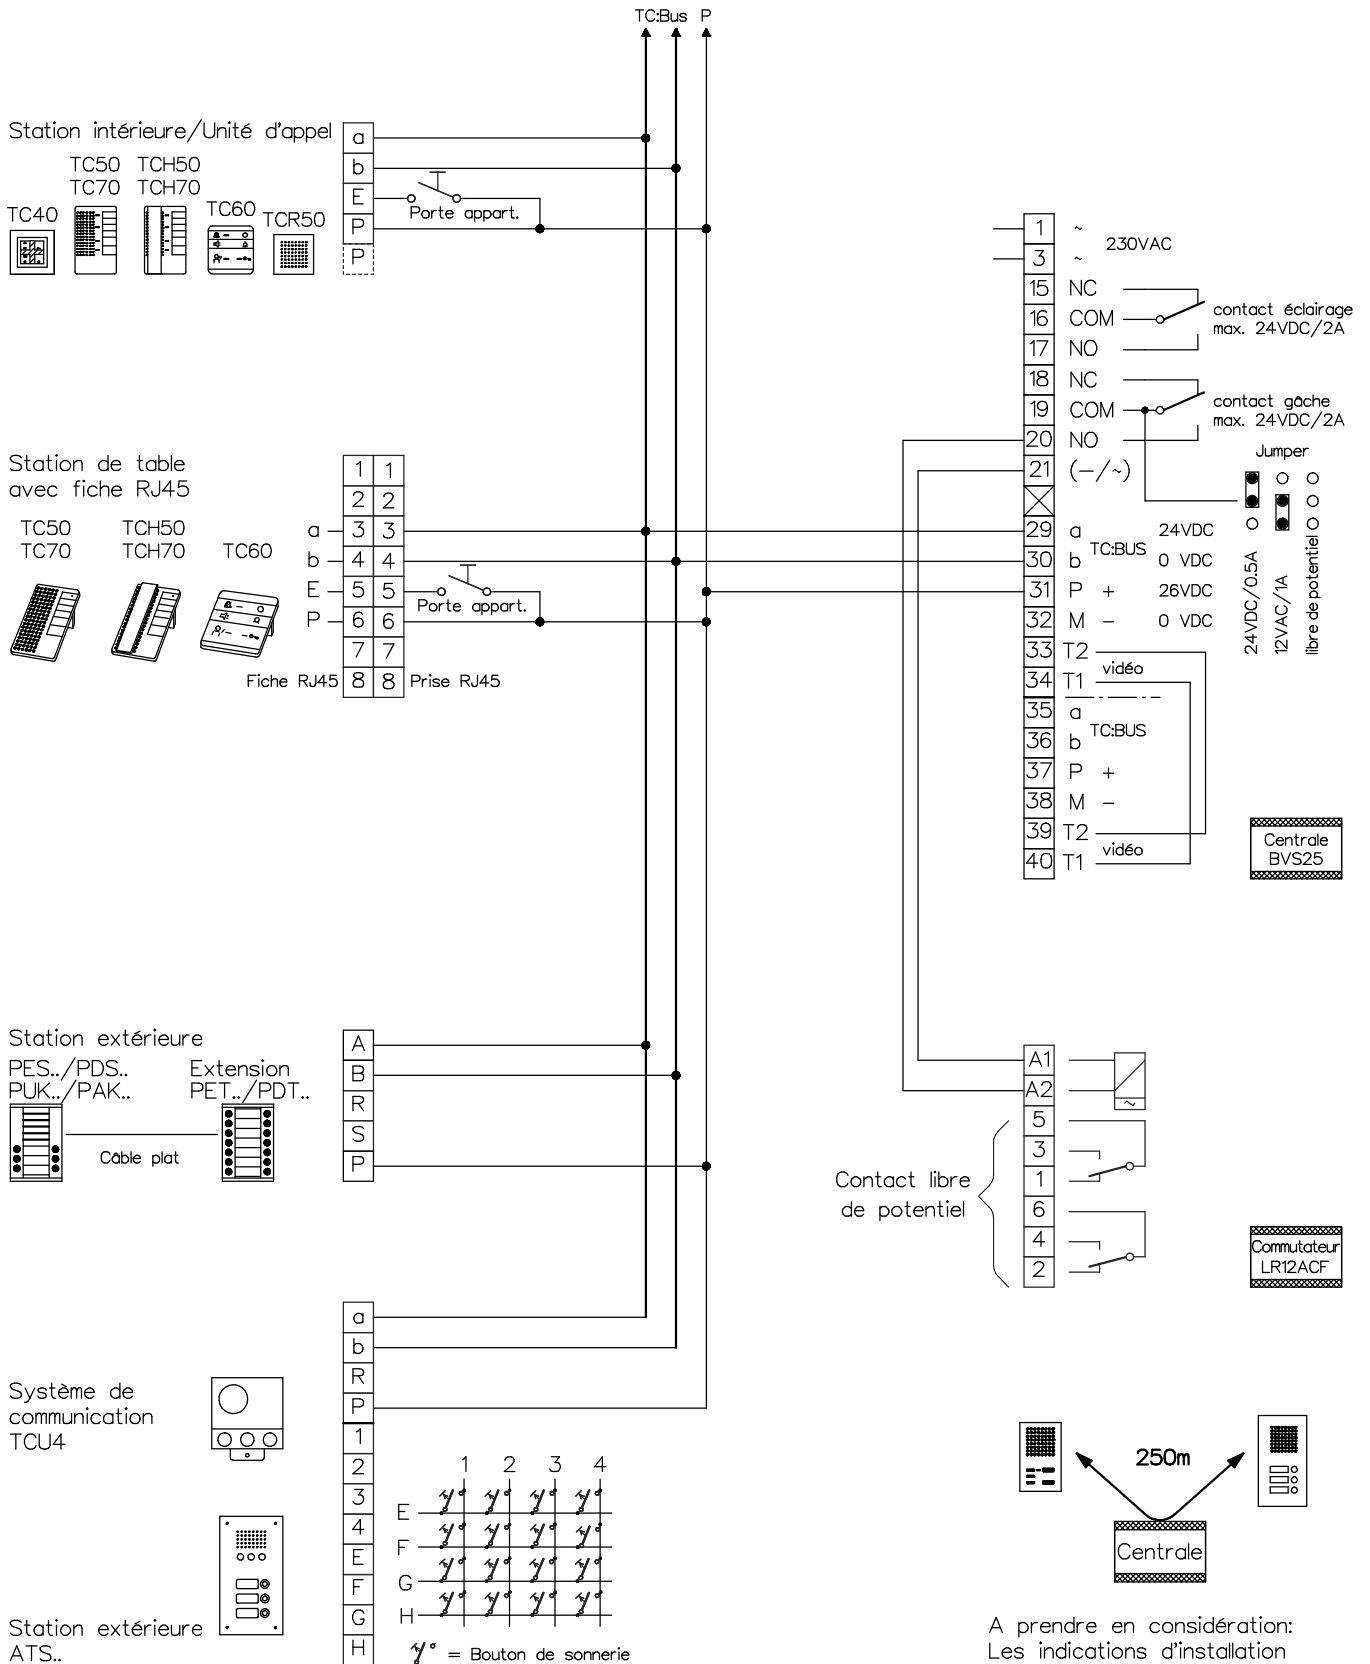 TC:Bus P
Station intérieure/Unité d'appel
TC50 TCH50
TC70 TCH70
TC40
TC60
TCR50
a
b
E
P
P
Porte appart.
Station de table
avec fiche RJ45
TC50 TCH50
TC70 TCH70 TC60
1 1
2 2
a 3 3
b 4 4
E 5 5
P 6 6
7 7
8 8
Porte appart.
Fiche RJ45
Prise RJ45
1 ~
3 ~
230VAC
15 NC
16 COM
17 NO
contact éclairage
max. 24VDC/2A
18 NC
19 COM
20 NO
contact gâche
max. 24VDC/2A
21 (-/~)
Jumper
24VDC/0.5A
12VAC/1A
libre de potentiel
29 a 24VDC
TC:BUS
30 b 0 VDC
31 P + 26VDC
32 M - 0 VDC
33 T2
vidéo
34 T1
35 a
TC:BUS
36 b
37 P +
38 M -
39 T2
vidéo
40 T1
Centrale
BVS25
Station extérieure
PES../PDS.. Extension
PUK../PAK.. PET../PDT..
Câble plat
A
B
R
S
P
A1
A2
~
5
3
1
6
4
2
Contact libre
de potentiel
Commutateur
LR12ACF
Système de
communication
TCU4
Station extérieure
ATS..
a
b
R
P
1
2
3
4
E
F
G
H
1 2 3 4
E
F
G
H
= Bouton de sonnerie
250m
Centrale
A prendre en considération:
Les indications d'installation